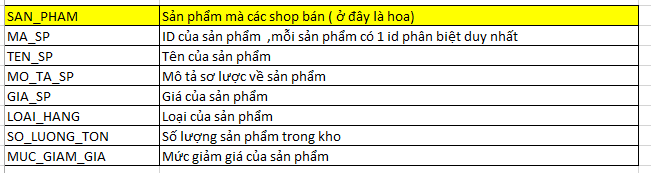 SAN_PHAM Sản phẩm mà các shop bán ( ở đây là hoa)
MA_SP ID của sản phẩm ,mỗi sản phẩm có 1 id phân biệt duy nhất
TEN_SP Tên của sản phẩm
MO_TA_SP Mô tả sơ lược về sản phẩm
GIA_SP Giá của sản phẩm
LOAI_HANG Loại của sản phẩm
SO_LUONG_TON Số lượng sản phẩm trong kho
MUC_GIAM_GIA Mức giảm giá của sản phẩm